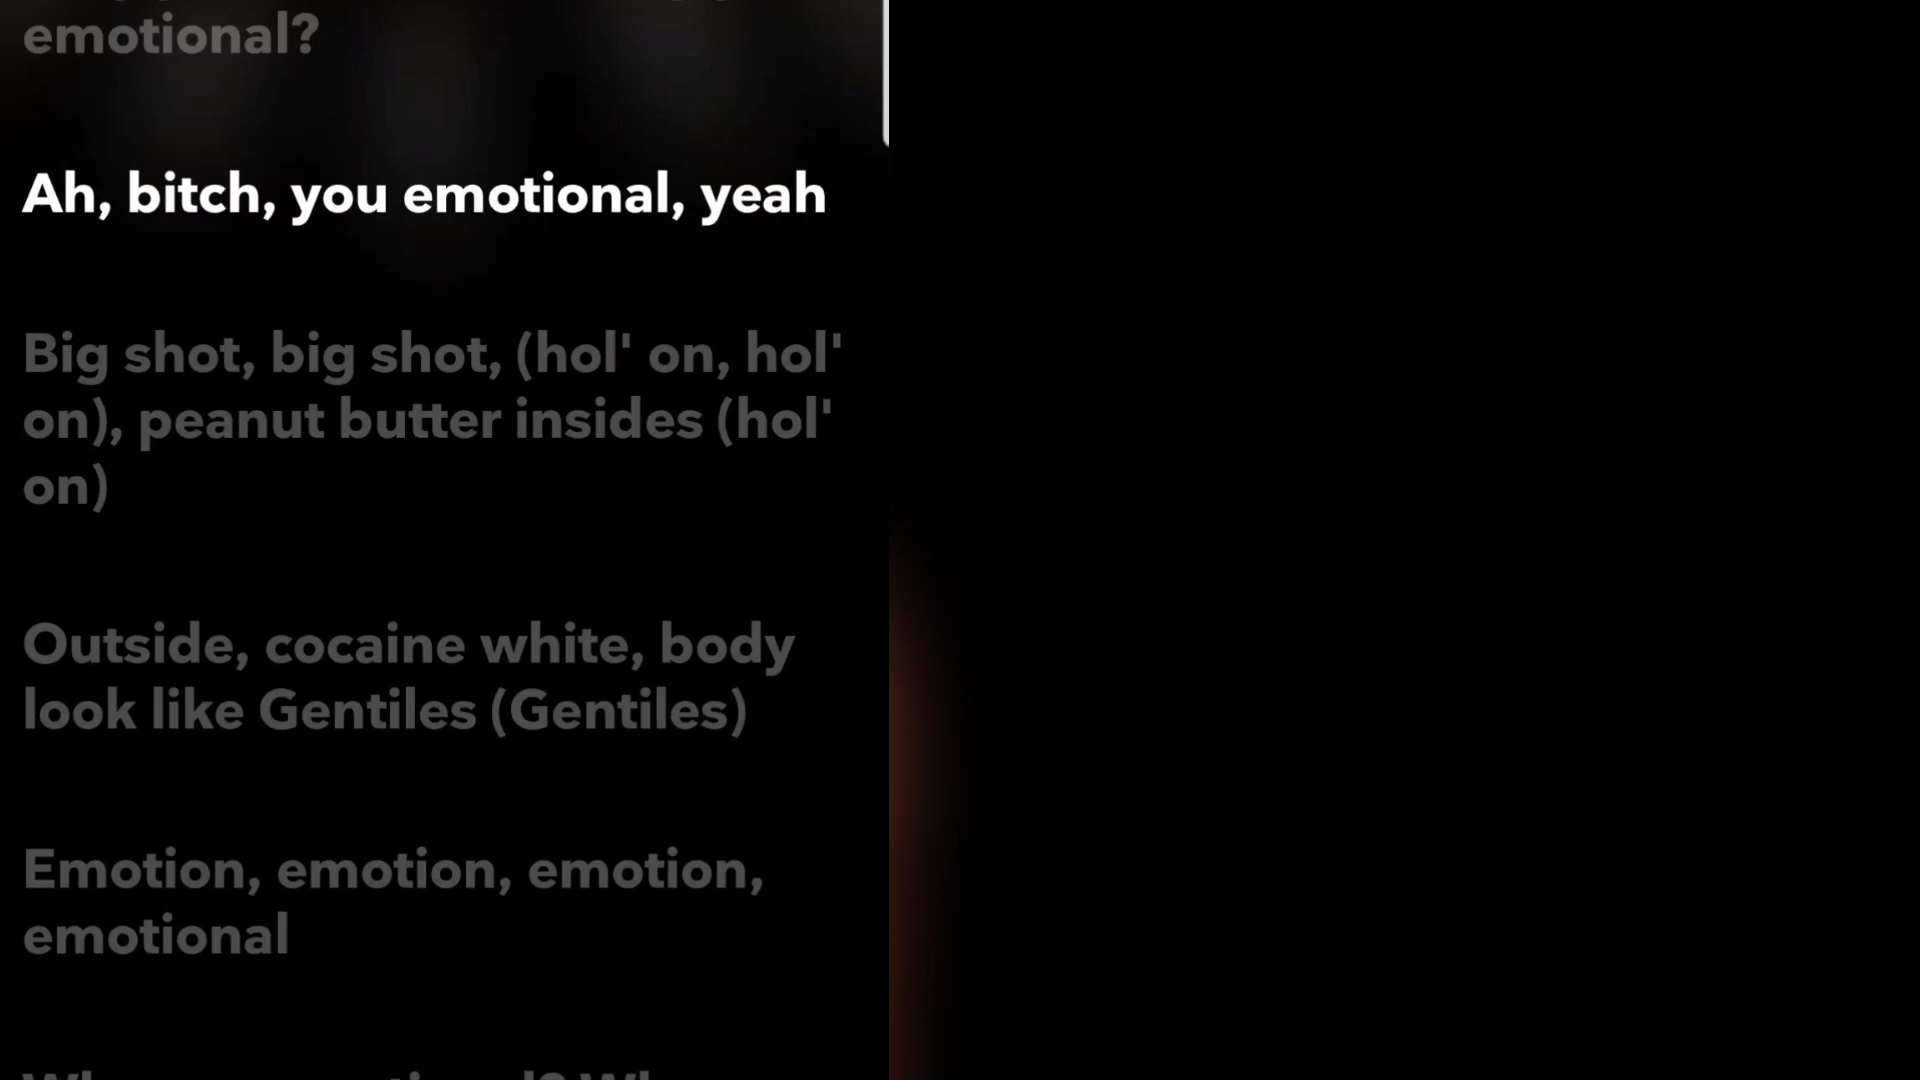 emotional?
Ah, bitch, you emotional, yeah
Big shot, big shot, (hol' on, hol'
on), peanut butter insides (hol'
on)
Outside, cocaine white, body
look like Gentiles (Gentiles)
Emotion, emotion, emotion,
emotional